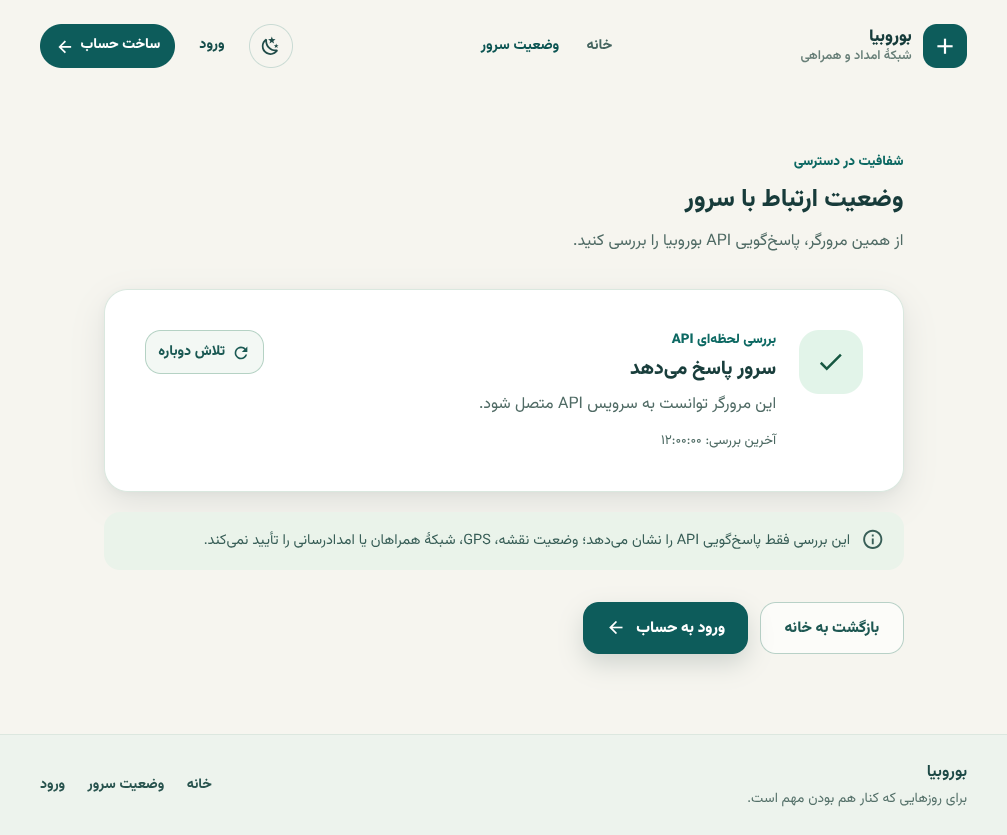 بوروبیا
شبکهٔ امداد و همراهی
خانه
وضعیت سرور
ورود
ساخت حساب
شفافیت در دسترسی
وضعیت ارتباط با سرور
از همین مرورگر، پاسخ‌گویی API بوروبیا را بررسی کنید.
بررسی لحظه‌ای API
سرور پاسخ می‌دهد
این مرورگر توانست به سرویس API متصل شود.
آخرین بررسی: ۱۲:۰۰:۰۰
تلاش دوباره
این بررسی فقط پاسخ‌گویی API را نشان می‌دهد؛ وضعیت نقشه، GPS، شبکهٔ همراهان یا امدادرسانی را تأیید نمی‌کند.
بازگشت به خانه
ورود به حساب
بوروبیا
برای روزهایی که کنار هم بودن مهم است.
خانه
وضعیت سرور
ورود